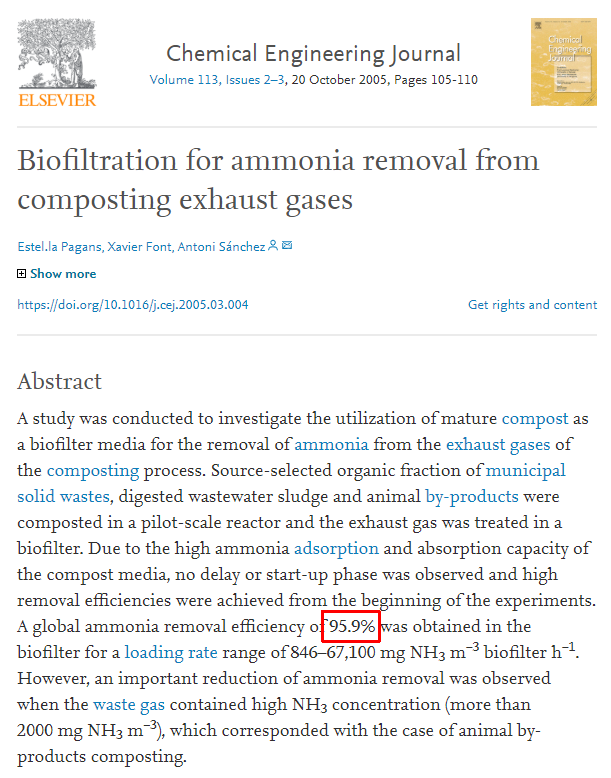 ELSEVIER
Chemical Engineering Journal
Volume 113, Issues 2–3, 20 October 2005, Pages 105-110
Chemical
Engineering
Journal
Biofiltration for ammonia removal from
composting exhaust gases
Estel.la Pagans, Xavier Font, Antoni Sánchez
Show more
https://doi.org/10.1016/j.cej.2005.03.004
Get rights and content
Abstract
A study was conducted to investigate the utilization of mature compost as
a biofilter media for the removal of ammonia from the exhaust gases of
the composting process. Source-selected organic fraction of municipal
solid wastes, digested wastewater sludge and animal by-products were
composted in a pilot-scale reactor and the exhaust gas was treated in a
biofilter. Due to the high ammonia adsorption and absorption capacity of
the compost media, no delay or start-up phase was observed and high
removal efficiencies were achieved from the beginning of the experiments.
A global ammonia removal efficiency of 95.9% was obtained in the
biofilter for a loading rate range of 846–67,100 mg NH₃ m⁻³ biofilter h⁻¹.
However, an important reduction of ammonia removal was observed
when the waste gas contained high NH₃ concentration (more than
2000 mg NH₃ m⁻³), which corresponded with the case of animal by-
products composting.